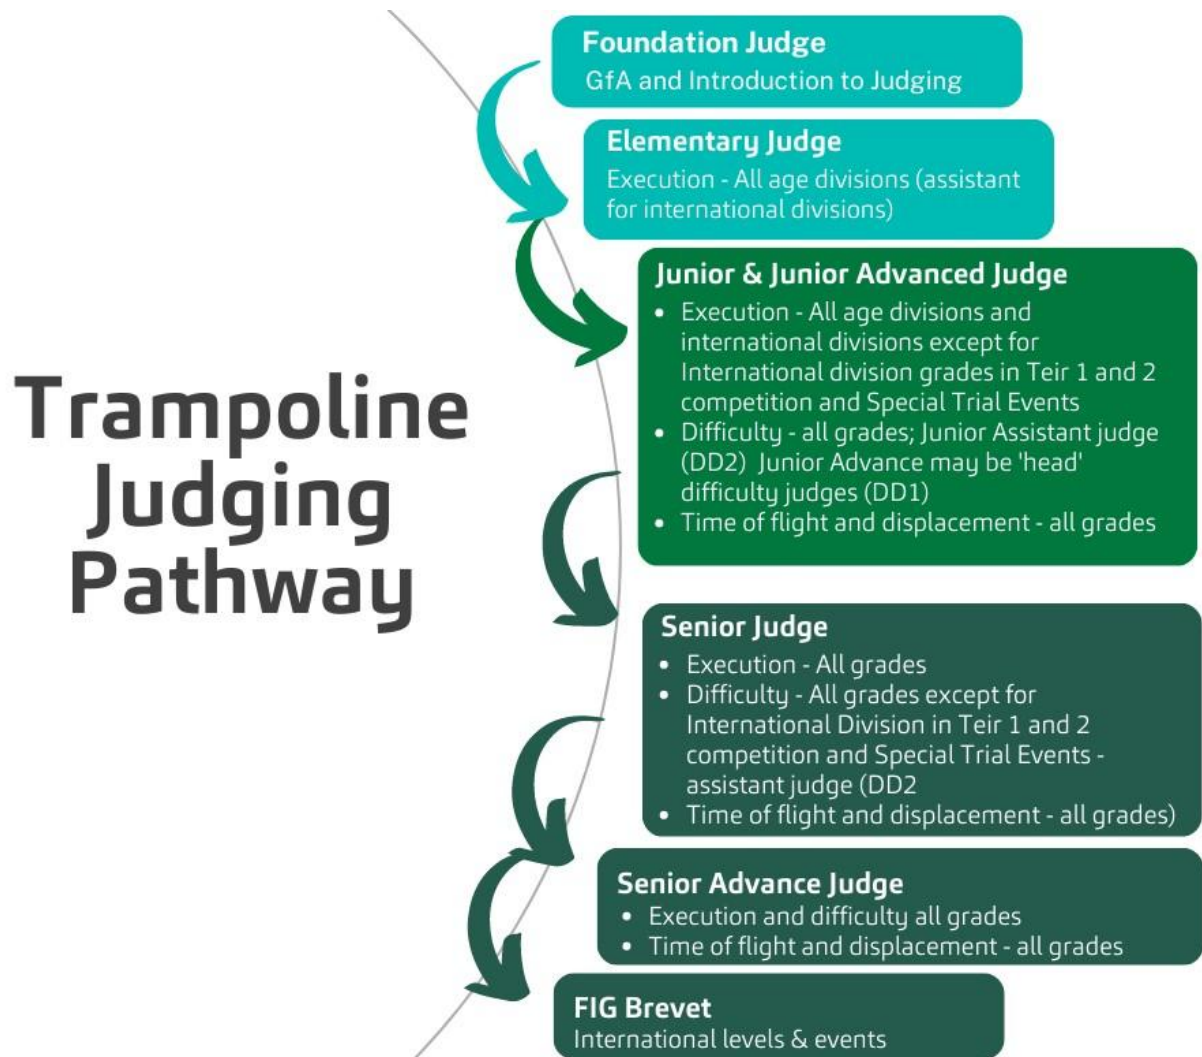 Trampoline
Judging
Pathway
Foundation Judge
GfA and Introduction to Judging
Elementary Judge
Execution - All age divisions (assistant
for international divisions)
Junior & Junior Advanced Judge
• Execution - All age divisions and
international divisions except for
International division grades in Teir 1 and 2
competition and Special Trial Events
• Difficulty - all grades; Junior Assistant judge
(DD2) Junior Advance may be 'head'
difficulty judges (DD1)
• Time of flight and displacement - all grades
Senior Judge
• Execution - All grades
• Difficulty - All grades except for
International Division in Teir 1 and 2
competition and Special Trial Events -
assistant judge (DD2
• Time of flight and displacement - all grades)
Senior Advance Judge
• Execution and difficulty all grades
• Time of flight and displacement - all grades
FIG Brevet
International levels & events